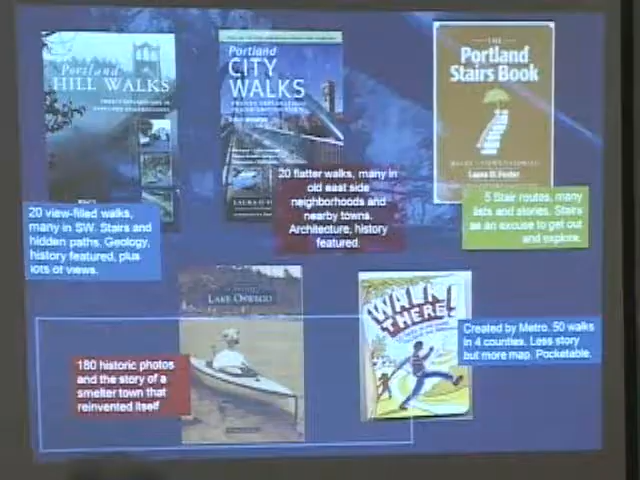 Portland
HILL WALKS
20 view-filled walks,
many in SW. Stairs and
hidden paths. Geology,
history featured, plus
lots of views.
Portland
CITY
WALKS
20 flatter walks, many in
old east side
neighborhoods and
nearby towns.
Architecture, history
featured.
THE
Portland
Stairs Book
Laura O. Foster
5 Stair routes, many
lists and stories. Stairs
as an excuse to get out
and explore.
LAKE OSWEGO
180 historic photos
and the story of a
smelter town that
reinvented itself
WALK
THERE!
Created by Metro. 50 walks
in 4 counties. Less story
but more map. Pocketable.